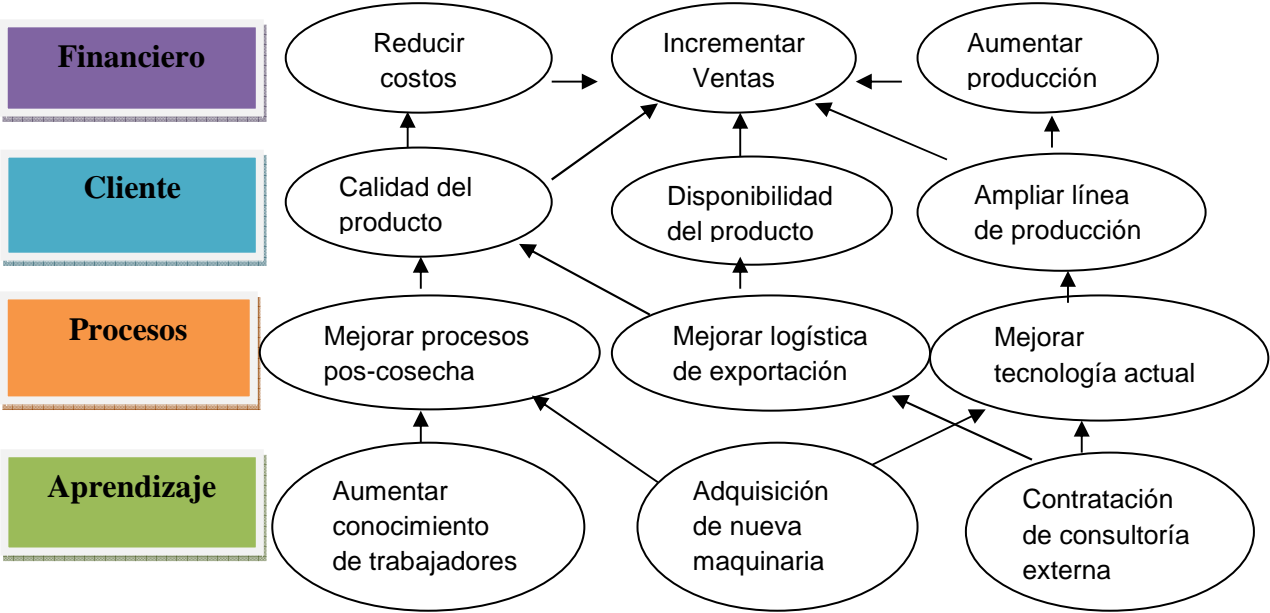 Financiero
Reducir
costos
Incrementar
Ventas
Aumentar
producción
Cliente
Calidad del
producto
Disponibilidad
del producto
Ampliar línea
de producción
Procesos
Mejorar procesos
pos-cosecha
Mejorar logística
de exportación
Mejorar
tecnología actual
Aprendizaje
Aumentar
conocimiento
de trabajadores
Adquisición
de nueva
maquinaria
Contratación
de consultoría
externa